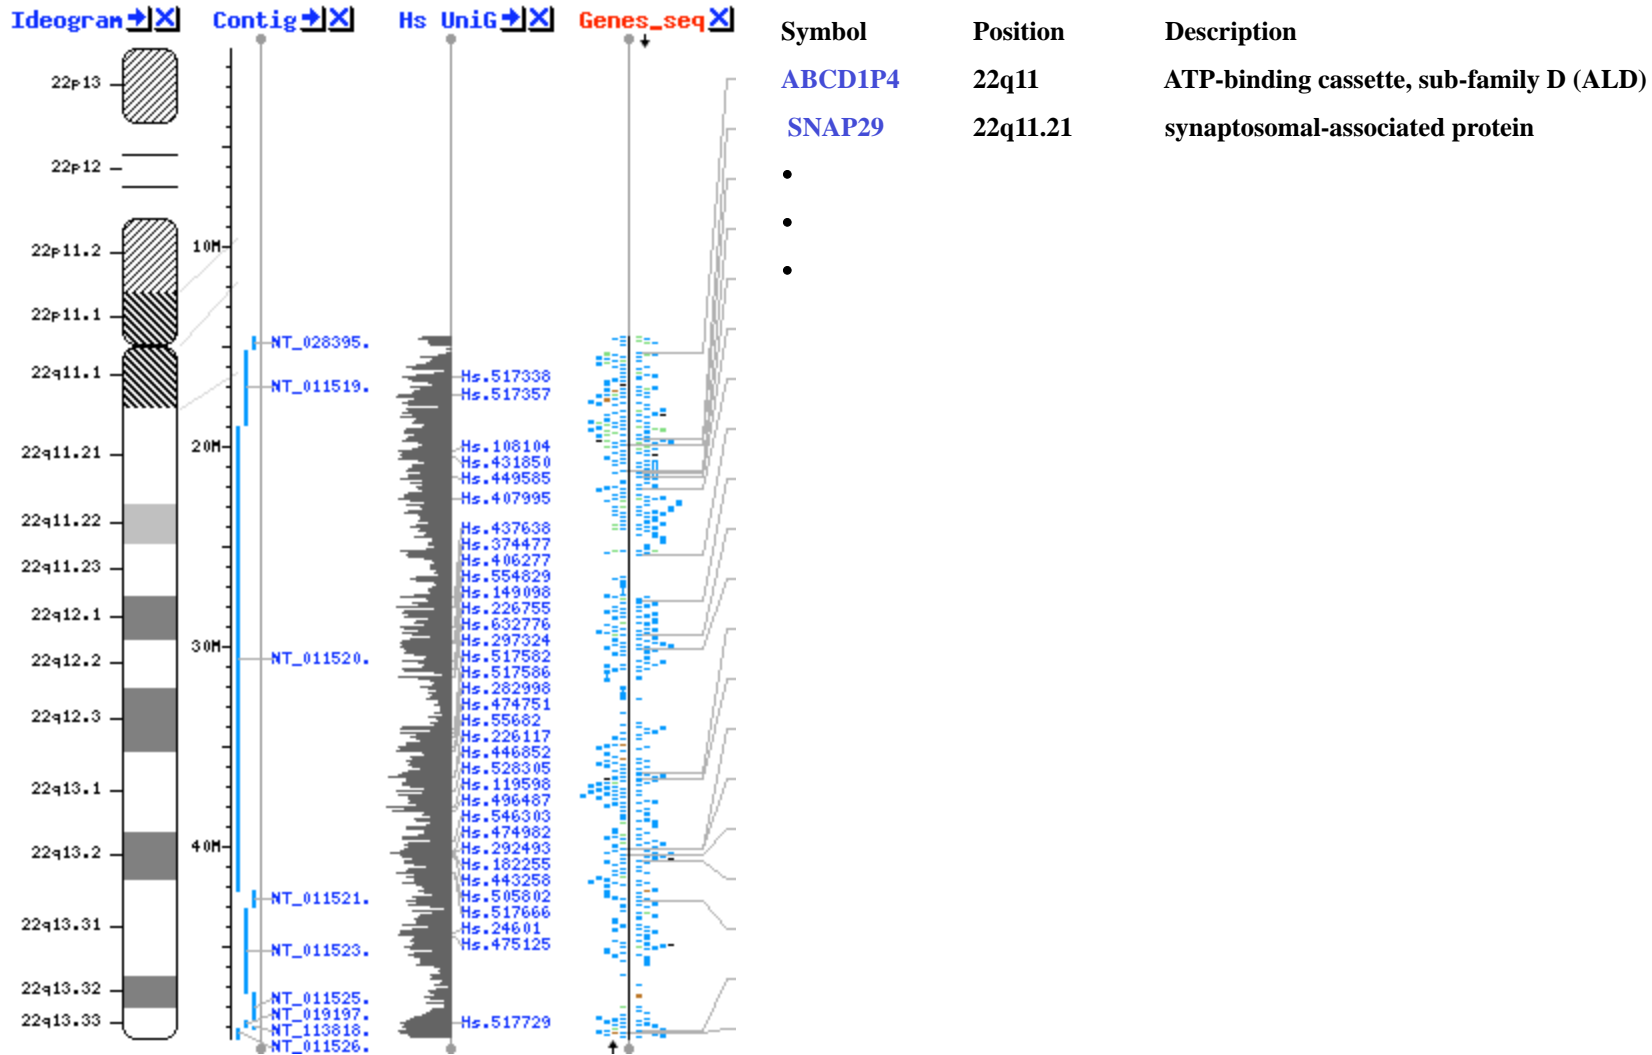 Ideogram Contig Hs UniG Genes_seq
Symbol Position Description
ABCD1P4 22q11 ATP-binding cassette, sub-family D (ALD)
SNAP29 22q11.21 synaptosomal-associated protein
22p13
22p12
22p11.2
22p11.1
22q11.1
22q11.21
22q11.22
22q11.23
22q12.1
22q12.2
22q12.3
22q13.1
22q13.2
22q13.31
22q13.32
22q13.33
10M
20M
30M
40M
NT_028395.
NT_011519.
NT_011520.
NT_011521.
NT_011523.
NT_011525.
NT_019197.
NT_113818.
NT_011526.
Hs.517338
Hs.517357
Hs.108104
Hs.431850
Hs.449585
Hs.407995
Hs.437638
Hs.374477
Hs.406277
Hs.554829
Hs.149098
Hs.226755
Hs.632776
Hs.297324
Hs.517582
Hs.517586
Hs.282998
Hs.474751
Hs.55682
Hs.226117
Hs.446852
Hs.528305
Hs.119598
Hs.496487
Hs.546303
Hs.474982
Hs.292493
Hs.182255
Hs.443258
Hs.505802
Hs.517666
Hs.24601
Hs.475125
Hs.517729